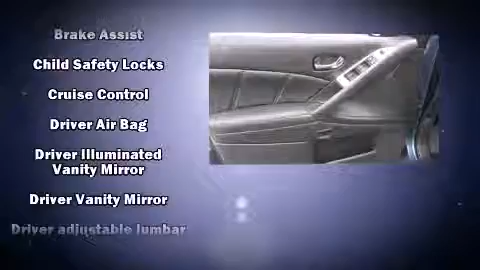 Brake Assist
Child Safety Locks
Cruise Control
Driver Air Bag
Driver Illuminated
Vanity Mirror
Driver Vanity Mirror
Driver adjustable lumbar